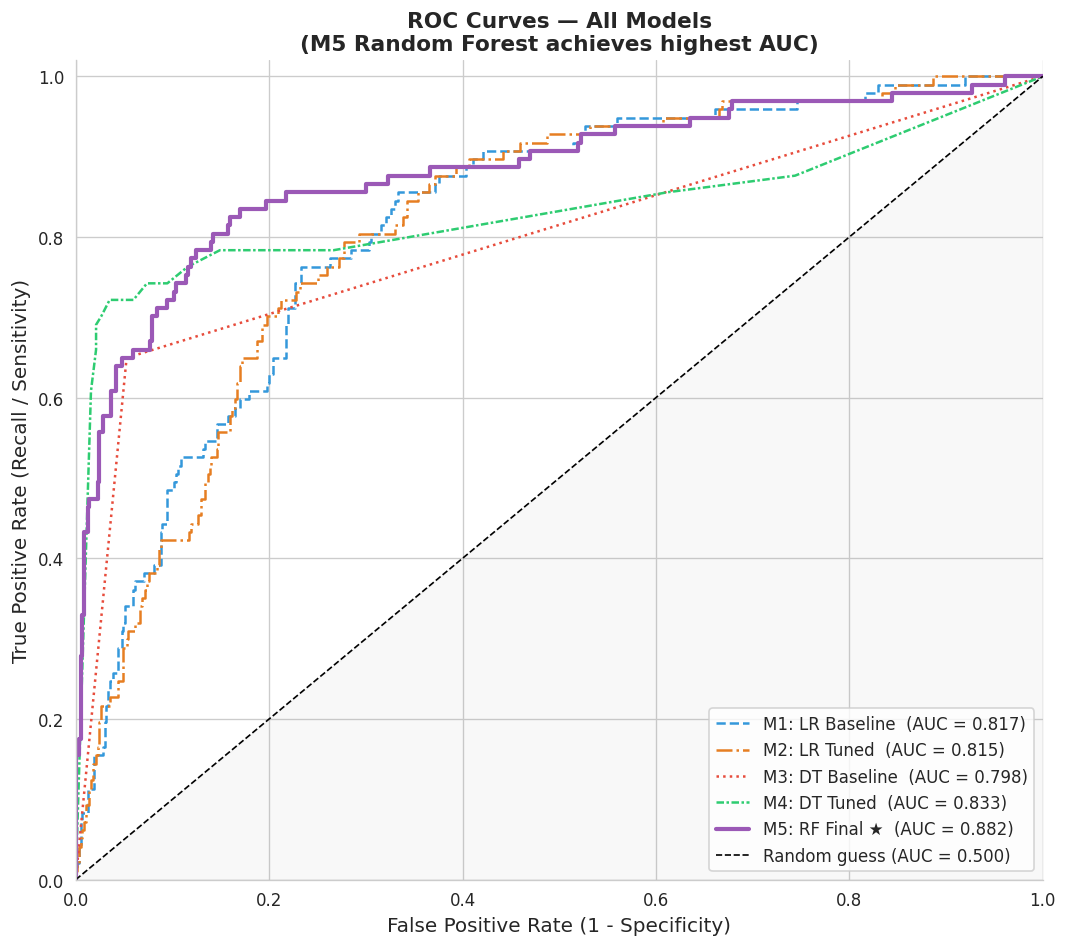 ROC Curves — All Models
(M5 Random Forest achieves highest AUC)
True Positive Rate (Recall / Sensitivity)
1.0
0.8
0.6
0.4
0.2
0.0
0.0 0.2 0.4 0.6 0.8 1.0
False Positive Rate (1 - Specificity)
M1: LR Baseline (AUC = 0.817)
M2: LR Tuned (AUC = 0.815)
M3: DT Baseline (AUC = 0.798)
M4: DT Tuned (AUC = 0.833)
M5: RF Final ★ (AUC = 0.882)
Random guess (AUC = 0.500)